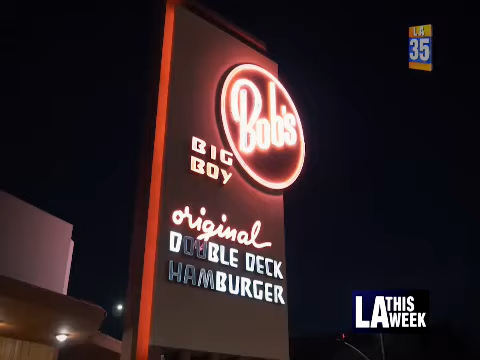 LA
35
Bob's
BIG
BOY
original
DOUBLE DECK
HAMBURGER
LA THIS
WEEK